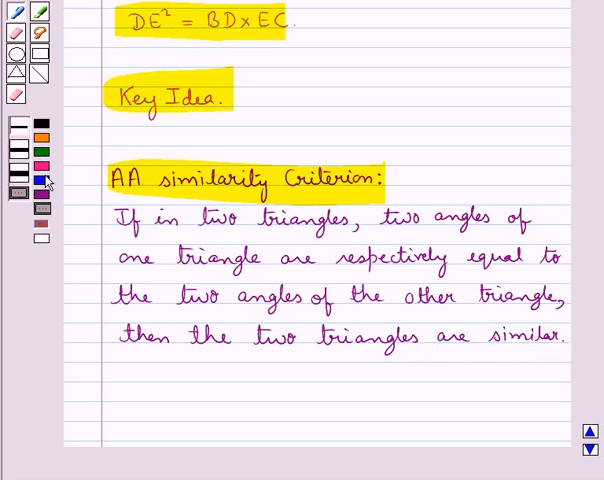 DE² = BD × EC.
Key Idea.
AA similarity Criterion:
If in two triangles, two angles of
one triangle are respectively equal to
the two angles of the other triangle,
then the two triangles are similar.